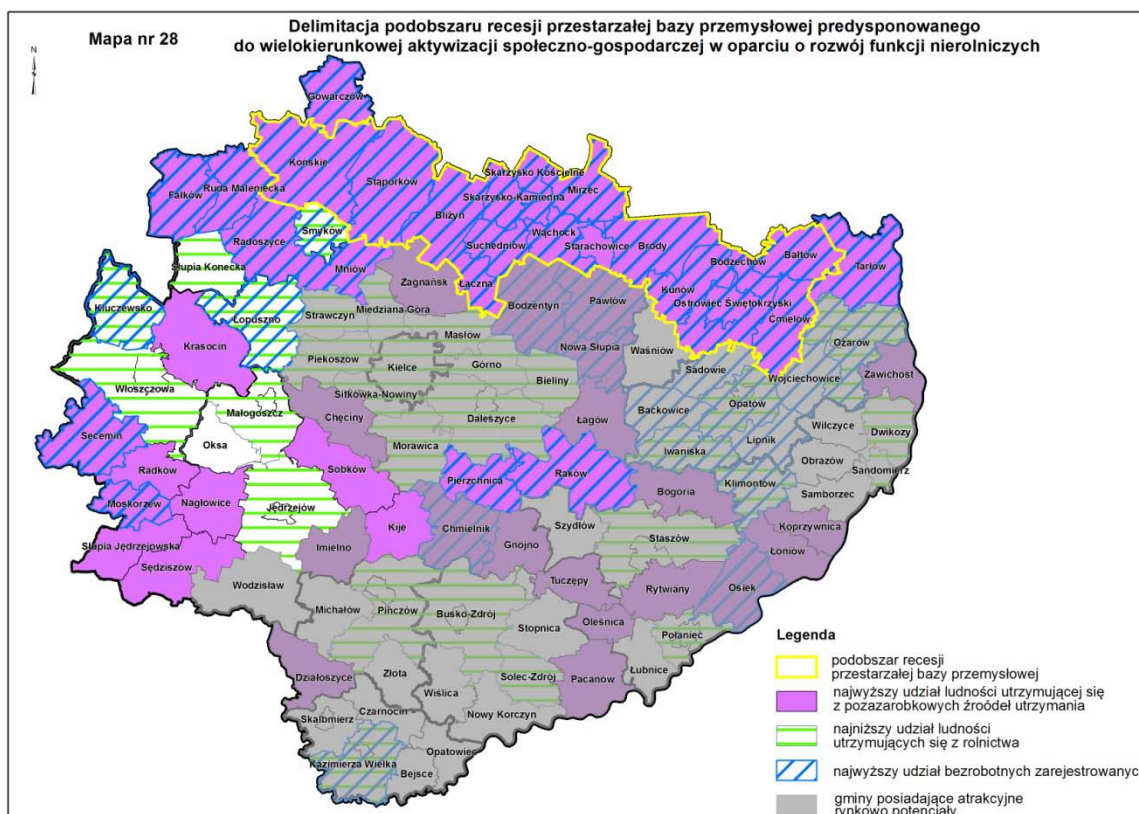 Mapa nr 28
Delimitacja podobszaru recesji przestarzałej bazy przemysłowej predysponowanego
do wielokierunkowej aktywizacji społeczno-gospodarczej w oparciu o rozwój funkcji nierolniczych
N
Gowarczów
Końskie
Skarżysko Kościelne
Stąporków
Mirzec
Ruda Maleniecka
Skarżysko-Kamienna
Fałków
Bliżyn
Smyków
Wąchock
Radoszyce
Suchedniów
Starachowice
Brody
Bodzechów
Bałtów
Słupia Konecka
Mniów
Tarłów
Zagnańsk
Łączna
Kunów
Bodzentyn
Pawłów
Ostrowiec Świętokrzyski
Kluczewsko
Łopuszno
Strawczyn
Miedziana Góra
Ćmielów
Masłów
Krasocin
Nowa Słupia
Waśniów
Ożarów
Piekoszów
Kielce
Górno
Sadowie
Wojciechowice
Zawichost
Włoszczowa
Bieliny
Sitkówka-Nowiny
Małogoszcz
Opatów
Baćkowice
Chęciny
Daleszyce
Łagów
Wilczyce
Dwikozy
Secemin
Oksa
Morawica
Lipnik
Iwaniska
Obrazów
Radków
Sobków
Raków
Sandomierz
Pierzchnica
Klimontów
Moskorzew
Nagłowice
Bogoria
Samborzec
Jędrzejów
Kije
Chmielnik
Szydłów
Koprzywnica
Słupia Jędrzejowska
Imielno
Gnojno
Staszów
Łoniów
Sędziszów
Tuczępy
Wodzisław
Rytwiany
Osiek
Michałów
Pińczów
Busko-Zdrój
Oleśnica
Stopnica
Połaniec
Działoszyce
Złota
Łubnice
Solec-Zdrój
Pacanów
Wiślica
Czarnocin
Skalbmierz
Nowy Korczyn
Opatowiec
Kazimierza Wielka
Bejsce
Legenda
podobszar recesji
przestarzałej bazy przemysłowej
najwyższy udział ludności utrzymującej się
z pozazarobkowych źródeł utrzymania
najniższy udział ludności
utrzymujących się z rolnictwa
najwyższy udział bezrobotnych zarejestrowanyc
gminy posiadające atrakcyjne
rynkowo potencjały